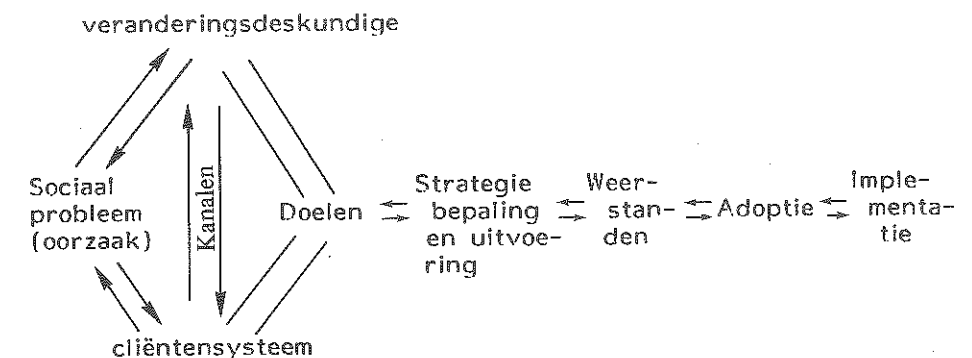 veranderingsdeskundige
Sociaal
probleem
(oorzaak)
Kanalen
Doelen
Strategie
bepaling
en uitvoe-
ring
Weer-
stan-
den
Adoptie
Imple-
menta-
tie
cliëntensysteem